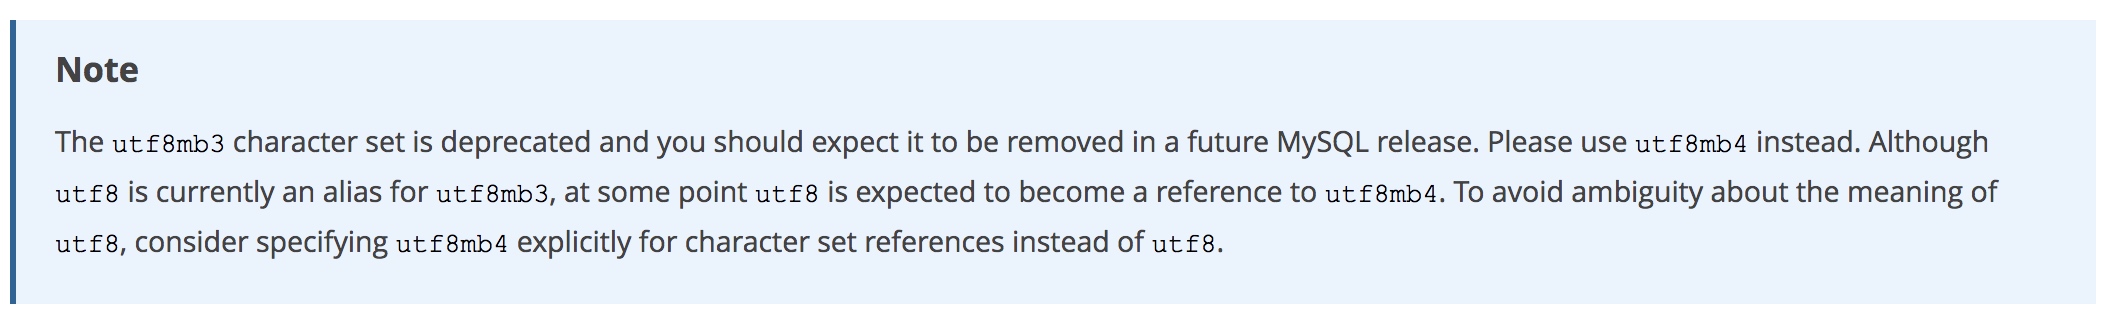 Note
The utf8mb3 character set is deprecated and you should expect it to be removed in a future MySQL release. Please use utf8mb4 instead. Although
utf8 is currently an alias for utf8mb3, at some point utf8 is expected to become a reference to utf8mb4. To avoid ambiguity about the meaning of
utf8, consider specifying utf8mb4 explicitly for character set references instead of utf8.